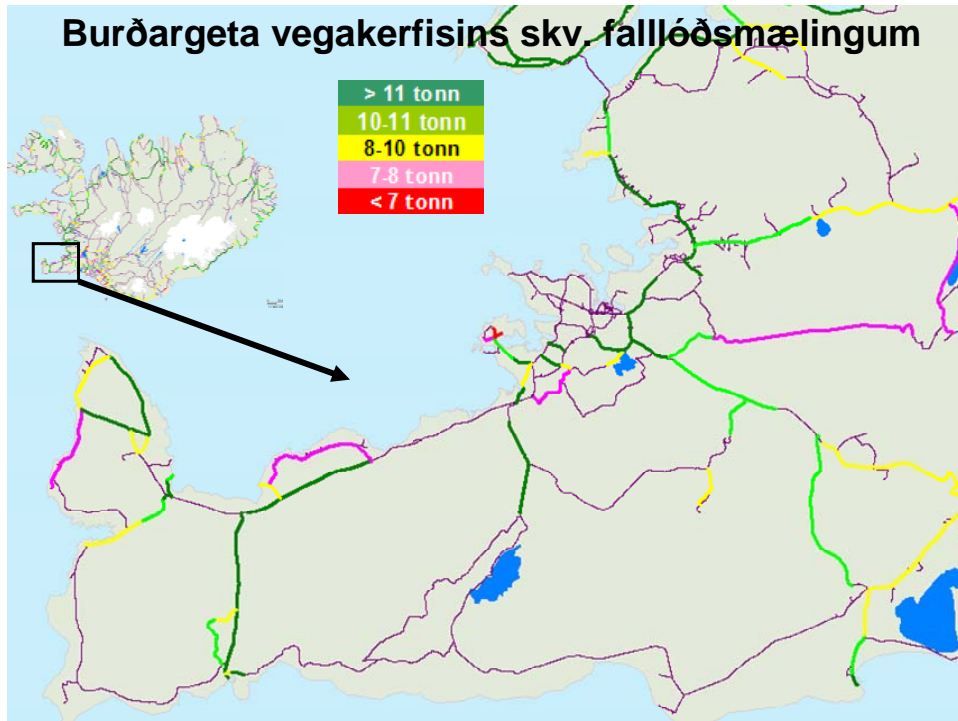 Burðargeta vegakerfisins skv. falllóðsmælingum
> 11 tonn
10-11 tonn
8-10 tonn
7-8 tonn
< 7 tonn